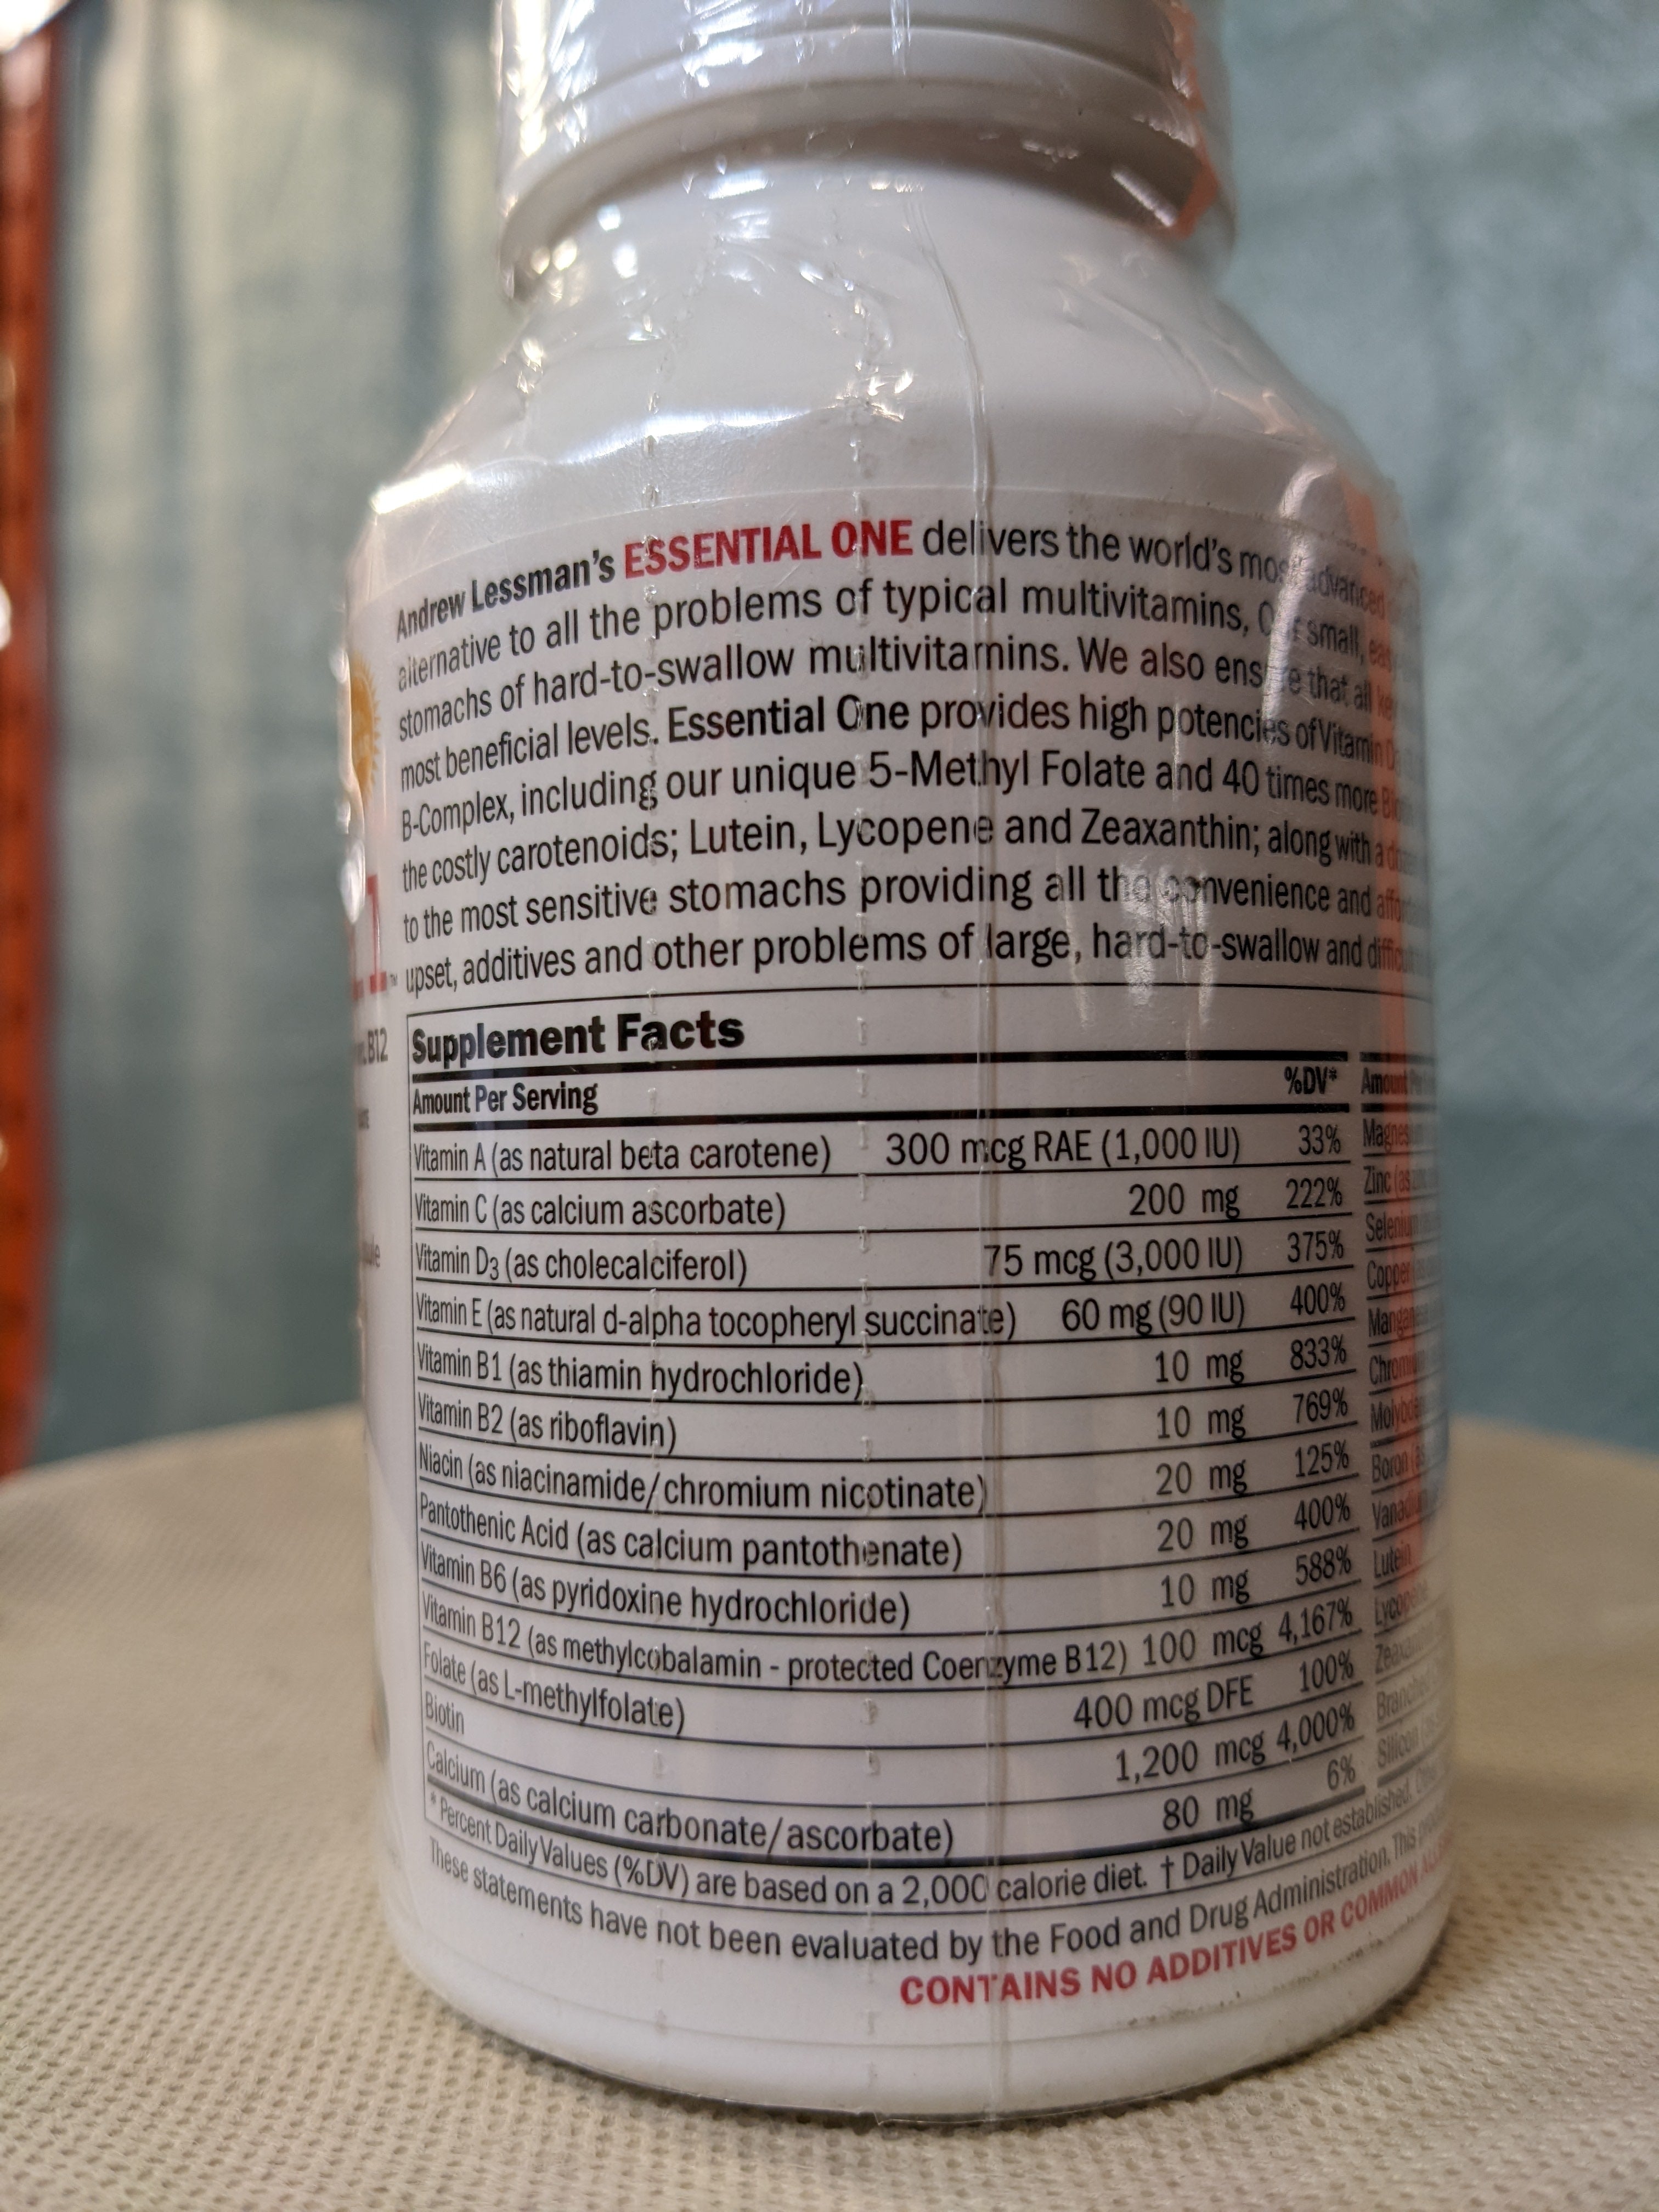 Andrew Lessman's ESSENTIAL ONE delivers the world's most advanced
alternative to all the problems of typical multivitamins. Our small,
stomachs of hard-to-swallow multivitamins. We also ensure that all
most beneficial levels. Essential One provides high potencies of Vitamin D
B-Complex, including our unique 5-Methyl Folate and 40 times more
the costly carotenoids; Lutein, Lycopene and Zeaxanthin; along with a
to the most sensitive stomachs providing all the convenience and
upset, additives and other problems of large, hard-to-swallow and
1™
B12
Supplement Facts
Amount Per Serving %DV*
Vitamin A (as natural beta carotene) 300 mcg RAE (1,000 IU) 33%
Vitamin C (as calcium ascorbate) 200 mg 222%
Vitamin D3 (as cholecalciferol) 75 mcg (3,000 IU) 375%
Vitamin E (as natural d-alpha tocopheryl succinate) 60 mg (90 IU) 400%
Vitamin B1 (as thiamin hydrochloride) 10 mg 833%
Vitamin B2 (as riboflavin) 10 mg 769%
Niacin (as niacinamide/chromium nicotinate) 20 mg 125%
Pantothenic Acid (as calcium pantothenate) 20 mg 400%
Vitamin B6 (as pyridoxine hydrochloride) 10 mg 588%
Vitamin B12 (as methylcobalamin - protected Coenzyme B12) 100 mcg 4,167%
Folate (as L-methylfolate) 400 mcg DFE 100%
Biotin 1,200 mcg 4,000%
Calcium (as calcium carbonate/ascorbate) 80 mg 6%
Amount
Zinc (as
Copper
Boron
Lutein
* Percent Daily Values (%DV) are based on a 2,000 calorie diet. † Daily Value not established.
These statements have not been evaluated by the Food and Drug Administration. This
CONTAINS NO ADDITIVES OR COMMON